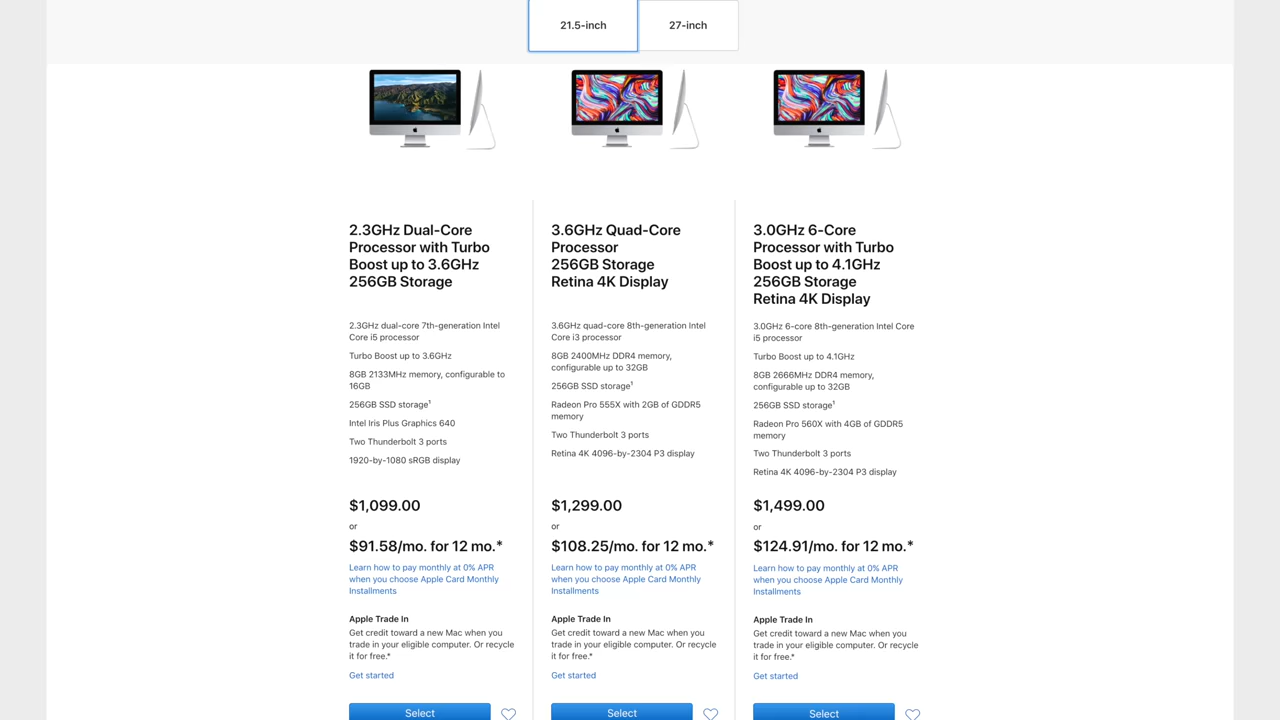 21.5-inch
27-inch
2.3GHz Dual-Core
Processor with Turbo
Boost up to 3.6GHz
256GB Storage
2.3GHz dual-core 7th-generation Intel
Core i5 processor
Turbo Boost up to 3.6GHz
8GB 2133MHz memory, configurable to
16GB
256GB SSD storage¹
Intel Iris Plus Graphics 640
Two Thunderbolt 3 ports
1920-by-1080 sRGB display
$1,099.00
or
$91.58/mo. for 12 mo.*
Learn how to pay monthly at 0% APR
when you choose Apple Card Monthly
Installments
Apple Trade In
Get credit toward a new Mac when you
trade in your eligible computer. Or recycle
it for free.*
Get started
Select
3.6GHz Quad-Core
Processor
256GB Storage
Retina 4K Display
3.6GHz quad-core 8th-generation Intel
Core i3 processor
8GB 2400MHz DDR4 memory,
configurable up to 32GB
256GB SSD storage¹
Radeon Pro 555X with 2GB of GDDR5
memory
Two Thunderbolt 3 ports
Retina 4K 4096-by-2304 P3 display
$1,299.00
or
$108.25/mo. for 12 mo.*
Learn how to pay monthly at 0% APR
when you choose Apple Card Monthly
Installments
Apple Trade In
Get credit toward a new Mac when you
trade in your eligible computer. Or recycle
it for free.*
Get started
Select
3.0GHz 6-Core
Processor with Turbo
Boost up to 4.1GHz
256GB Storage
Retina 4K Display
3.0GHz 6-core 8th-generation Intel Core
i5 processor
Turbo Boost up to 4.1GHz
8GB 2666MHz DDR4 memory,
configurable up to 32GB
256GB SSD storage¹
Radeon Pro 560X with 4GB of GDDR5
memory
Two Thunderbolt 3 ports
Retina 4K 4096-by-2304 P3 display
$1,499.00
or
$124.91/mo. for 12 mo.*
Learn how to pay monthly at 0% APR
when you choose Apple Card Monthly
Installments
Apple Trade In
Get credit toward a new Mac when you
trade in your eligible computer. Or recycle
it for free.*
Get started
Select